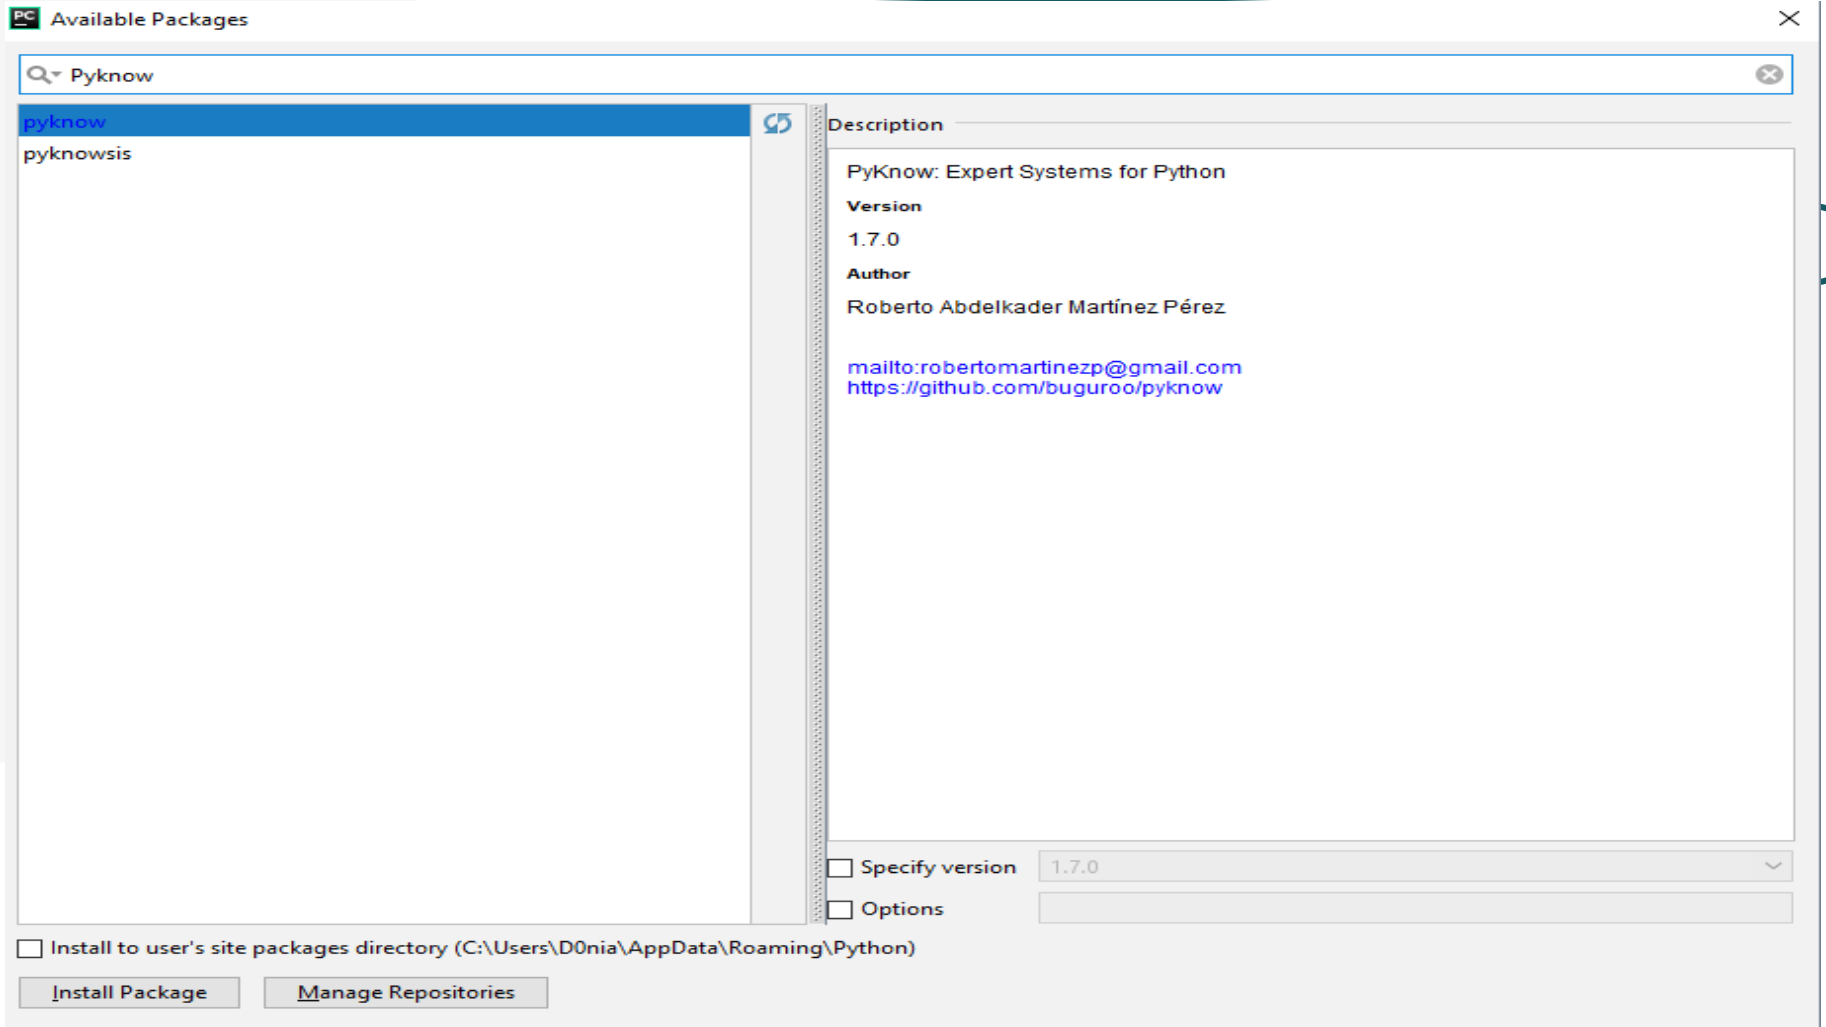 PC Available Packages
Pyknow
pyknow
pyknowsis
Description
PyKnow: Expert Systems for Python
Version
1.7.0
Author
Roberto Abdelkader Martínez Pérez
mailto:robertomartinezp@gmail.com
https://github.com/buguroo/pyknow
Specify version 1.7.0
Options
Install to user's site packages directory (C:\Users\D0nia\AppData\Roaming\Python)
Install Package Manage Repositories